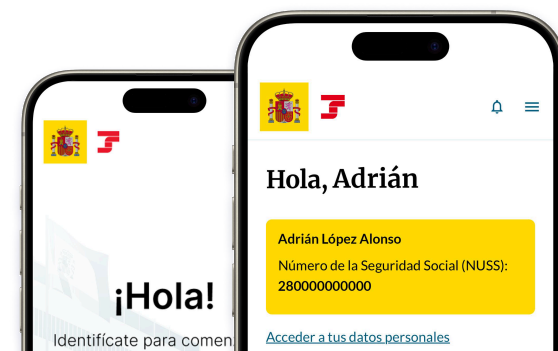 ¡Hola!
Identifícate para comen
Hola, Adrián
Adrián López Alonso
Número de la Seguridad Social (NUSS):
280000000000
Acceder a tus datos personales